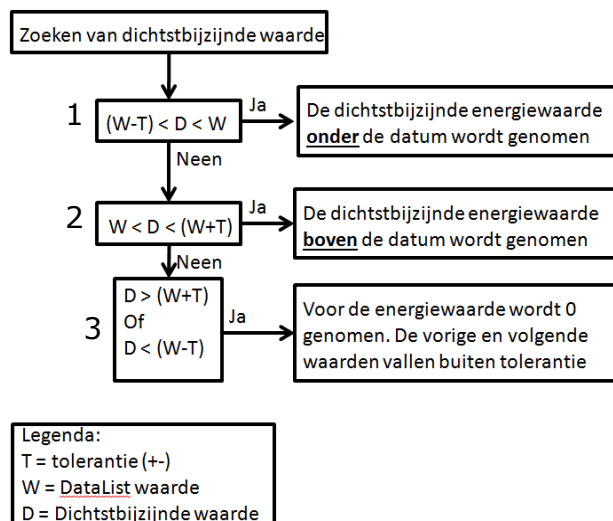 Zoeken van dichtstbijzijnde waarde
1
(W-T) < D < W
Ja
De dichtstbijzijnde energiewaarde
onder de datum wordt genomen
Neen
2
W < D < (W+T)
Ja
De dichtstbijzijnde energiewaarde
boven de datum wordt genomen
Neen
3
D > (W+T)
Of
D < (W-T)
Ja
Voor de energiewaarde wordt 0
genomen. De vorige en volgende
waarden vallen buiten tolerantie
Legenda:
T = tolerantie (+-)
W = DataList waarde
D = Dichtstbijzijnde waarde